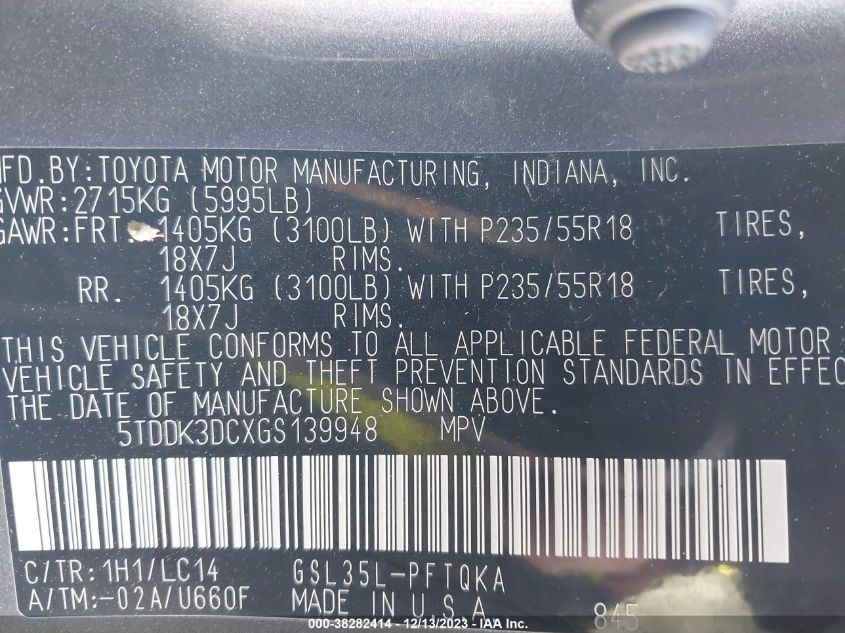 MFD.BY:TOYOTA MOTOR MANUFACTURING, INDIANA, INC.
GVWR:2715KG (5995LB)
GAWR:FRT. 1405KG (3100LB) WITH P235/55R18 TIRES,
18X7J RIMS.
RR. 1405KG (3100LB) WITH P235/55R18 TIRES,
18X7J RIMS.
THIS VEHICLE CONFORMS TO ALL APPLICABLE FEDERAL MOTOR
VEHICLE SAFETY AND THEFT PREVENTION STANDARDS IN EFFEC
THE DATE OF MANUFACTURE SHOWN ABOVE.
5TDDK3DCXGS139948 MPV
C/TR:1H1/LC14 GSL35L-PFTQKA
A/TM:-02A/U660F MADE IN U.S.A 845
000-38282414 - 12/13/2023 - IAA Inc.